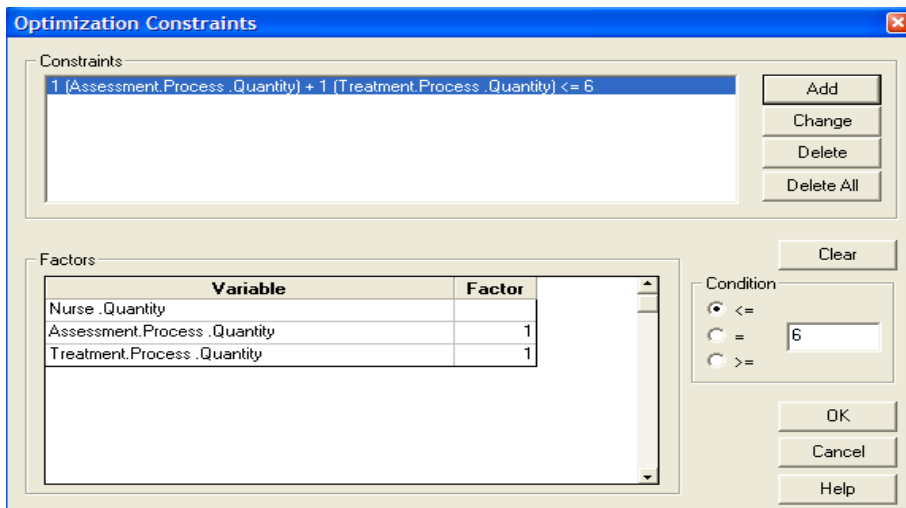 Optimization Constraints
Constraints
1 (Assessment.Process .Quantity) + 1 (Treatment.Process .Quantity) <= 6
Add
Change
Delete
Delete All
Clear
Factors
Variable Factor
Nurse .Quantity
Assessment.Process .Quantity 1
Treatment.Process .Quantity 1
Condition
<=
= 6
>=
OK
Cancel
Help